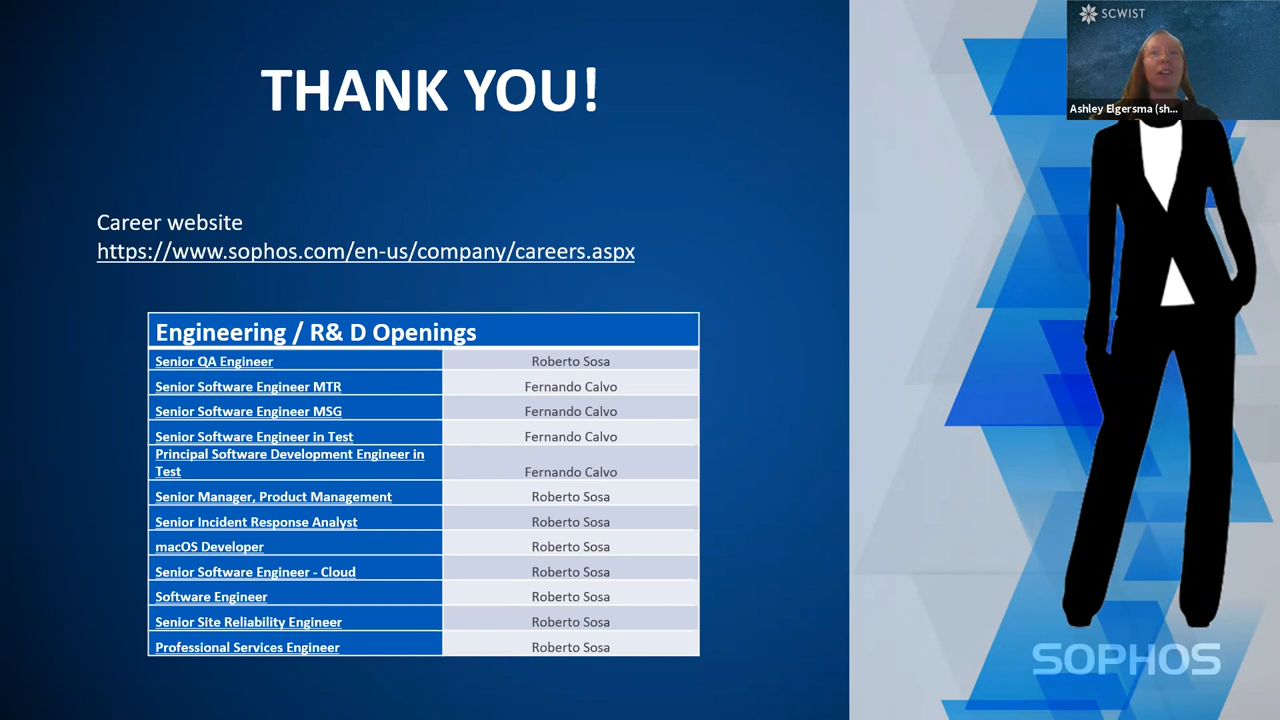 SCWIST
Ashley Elgersma (sh...
THANK YOU!
Career website
https://www.sophos.com/en-us/company/careers.aspx
Engineering / R& D Openings
Senior QA Engineer Roberto Sosa
Senior Software Engineer MTR Fernando Calvo
Senior Software Engineer MSG Fernando Calvo
Senior Software Engineer in Test Fernando Calvo
Principal Software Development Engineer in
Test Fernando Calvo
Senior Manager, Product Management Roberto Sosa
Senior Incident Response Analyst Roberto Sosa
macOS Developer Roberto Sosa
Senior Software Engineer - Cloud Roberto Sosa
Software Engineer Roberto Sosa
Senior Site Reliability Engineer Roberto Sosa
Professional Services Engineer Roberto Sosa
SOPHOS